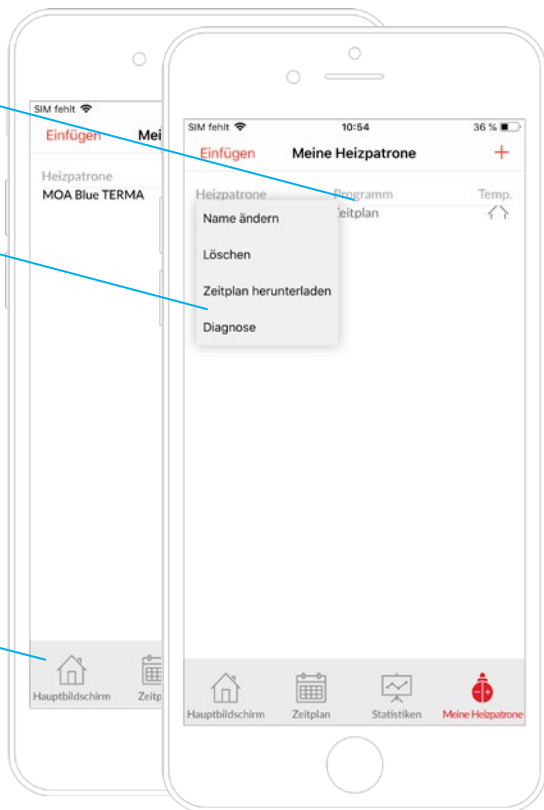 SIM fehlt
Einfügen Mei
Heizpatrone
MOA Blue TERMA
Hauptbildschirm Zeitp
SIM fehlt 10:54 36 %
Einfügen Meine Heizpatrone +
Heizpatrone Programm Temp.
Zeitplan
Name ändern
Löschen
Zeitplan herunterladen
Diagnose
Hauptbildschirm Zeitplan Statistiken Meine Heizpatrone